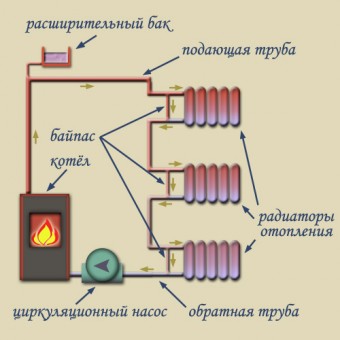 расширительный бак
подающая труба
байпас
котёл
радиаторы
отопления
циркуляционный насос
обратная труба